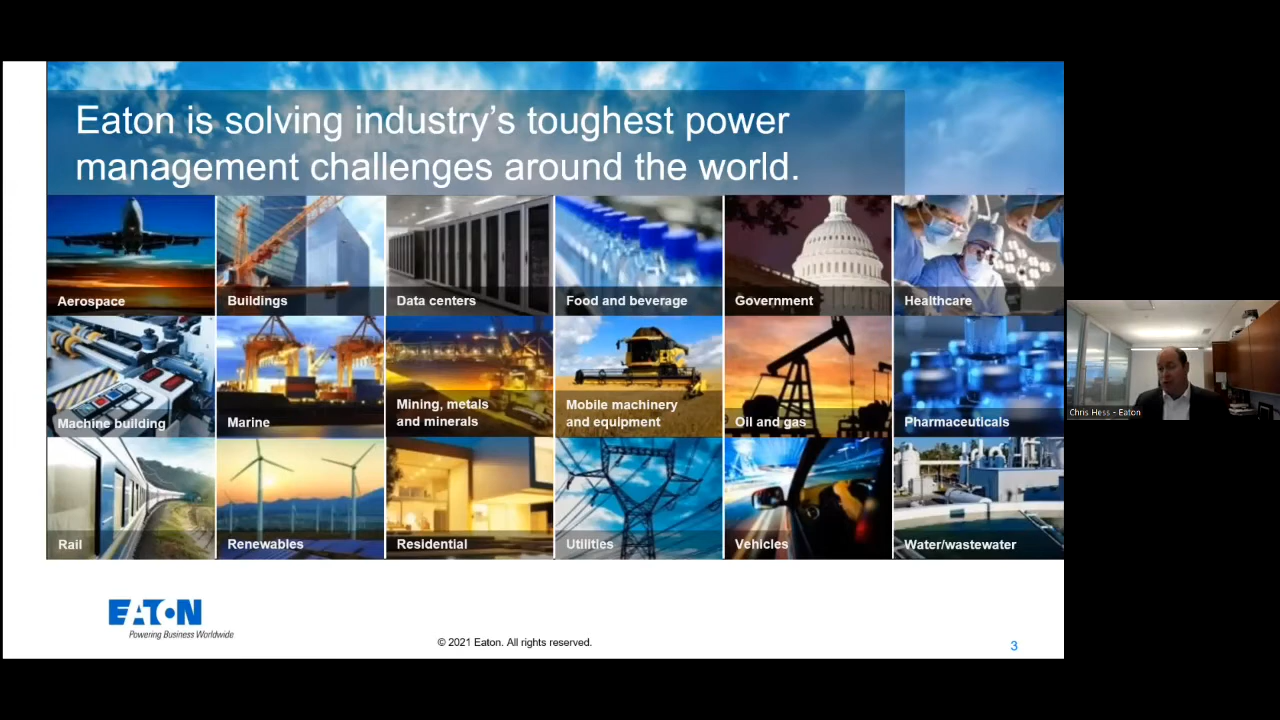 Eaton is solving industry's toughest power
management challenges around the world.
Aerospace
Buildings
Data centers
Food and beverage
Government
Healthcare
Machine building
Marine
Mining, metals
and minerals
Mobile machinery
and equipment
Oil and gas
Pharmaceuticals
Rail
Renewables
Residential
Utilities
Vehicles
Water/wastewater
EATON
Powering Business Worldwide
© 2021 Eaton. All rights reserved.
3
Chris Hess - Eaton